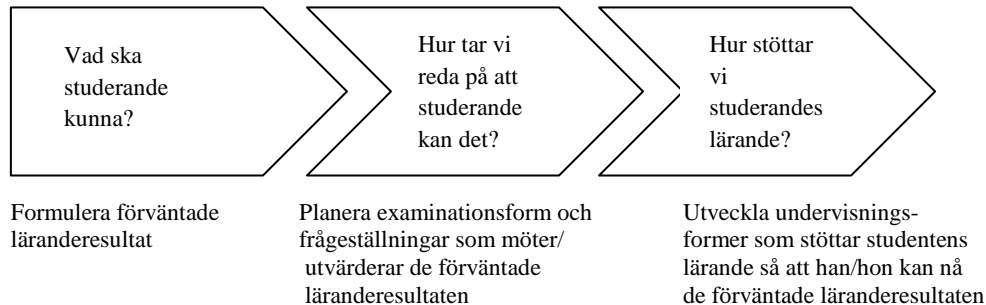 Vad ska
studerande
kunna?
Hur tar vi
reda på att
studerande
kan det?
Hur stöttar
vi
studerandes
lärande?
Formulera förväntade
läranderesultat
Planera examinationsform och
frågeställningar som möter/
utvärderar de förväntade
läranderesultaten
Utveckla undervisnings-
former som stöttar studentens
lärande så att han/hon kan nå
de förväntade läranderesultaten